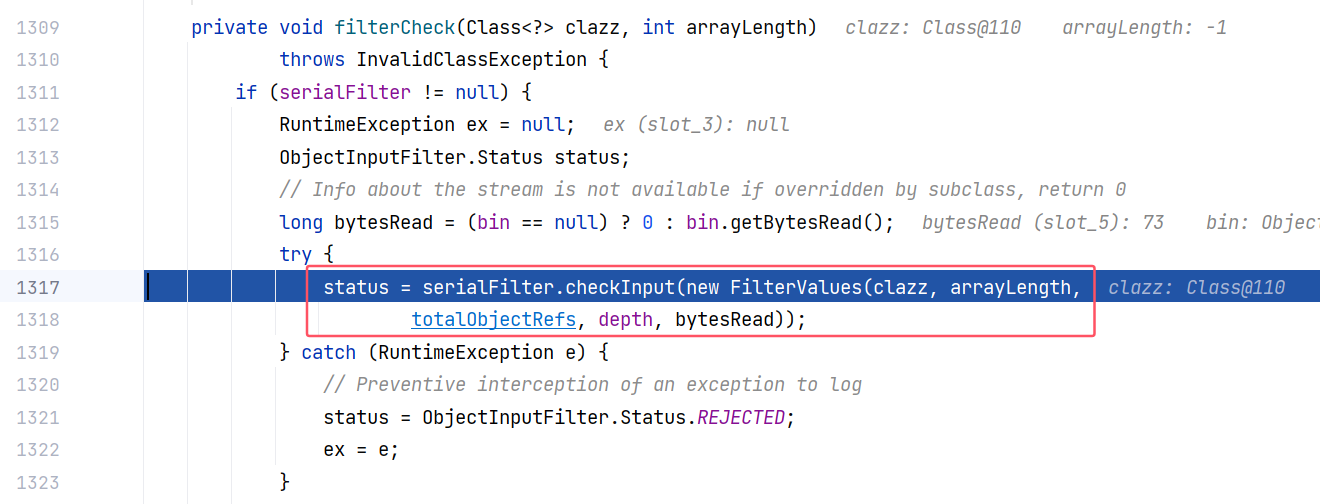 1309 private void filterCheck(Class<?> clazz, int arrayLength) clazz: Class@110 arrayLength: -1
1310 throws InvalidClassException {
1311 if (serialFilter != null) {
1312 RuntimeException ex = null; ex (slot_3): null
1313 ObjectInputFilter.Status status;
1314 // Info about the stream is not available if overridden by subclass, return 0
1315 long bytesRead = (bin == null) ? 0 : bin.getBytesRead(); bytesRead (slot_5): 73 bin: Object
1316 try {
1317 status = serialFilter.checkInput(new FilterValues(clazz, arrayLength, clazz: Class@110
1318 totalObjectRefs, depth, bytesRead));
1319 } catch (RuntimeException e) {
1320 // Preventive interception of an exception to log
1321 status = ObjectInputFilter.Status.REJECTED;
1322 ex = e;
1323 }